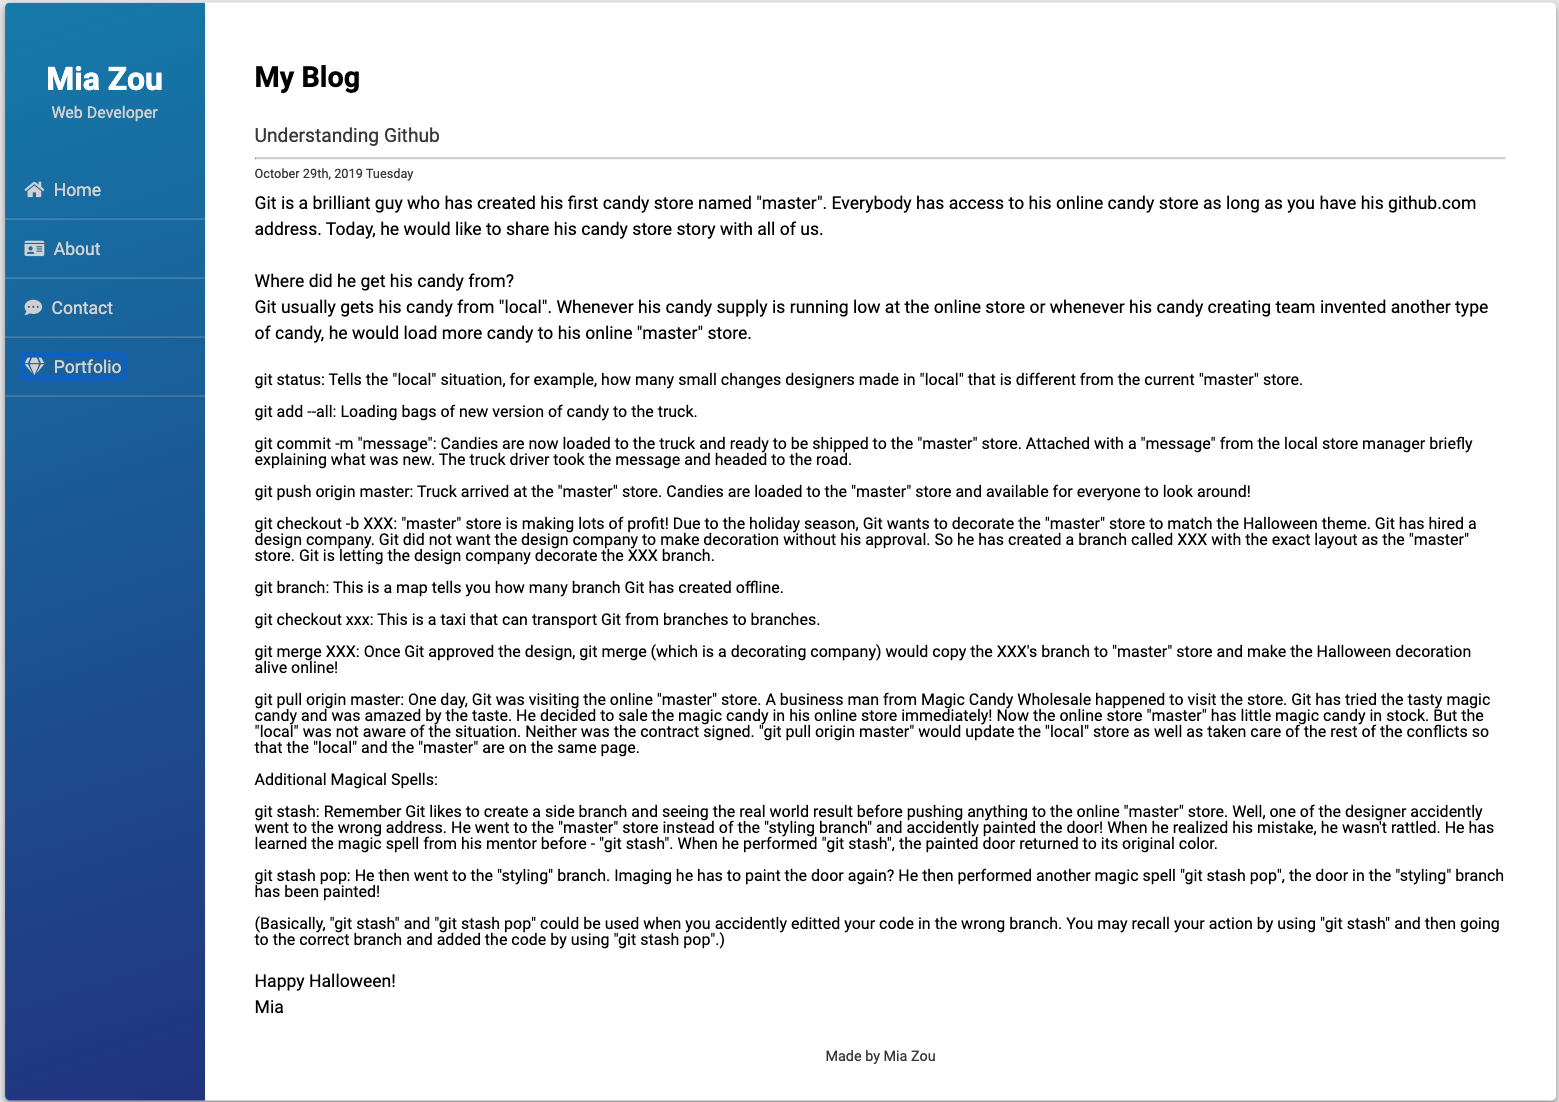 Mia Zou
Web Developer
Home
About
Contact
Portfolio
My Blog
Understanding Github
October 29th, 2019 Tuesday
Git is a brilliant guy who has created his first candy store named "master". Everybody has access to his online candy store as long as you have his github.com
address. Today, he would like to share his candy store story with all of us.
Where did he get his candy from?
Git usually gets his candy from "local". Whenever his candy supply is running low at the online store or whenever his candy creating team invented another type
of candy, he would load more candy to his online "master" store.
git status: Tells the "local" situation, for example, how many small changes designers made in "local" that is different from the current "master" store.
git add --all: Loading bags of new version of candy to the truck.
git commit -m "message": Candies are now loaded to the truck and ready to be shipped to the "master" store. Attached with a "message" from the local store manager briefly
explaining what was new. The truck driver took the message and headed to the road.
git push origin master: Truck arrived at the "master" store. Candies are loaded to the "master" store and available for everyone to look around!
git checkout -b XXX: "master" store is making lots of profit! Due to the holiday season, Git wants to decorate the "master" store to match the Halloween theme. Git has hired a
design company. Git did not want the design company to make decoration without his approval. So he has created a branch called XXX with the exact layout as the "master"
store. Git is letting the design company decorate the XXX branch.
git branch: This is a map tells you how many branch Git has created offline.
git checkout xxx: This is a taxi that can transport Git from branches to branches.
git merge XXX: Once Git approved the design, git merge (which is a decorating company) would copy the XXX's branch to "master" store and make the Halloween decoration
alive online!
git pull origin master: One day, Git was visiting the online "master" store. A business man from Magic Candy Wholesale happened to visit the store. Git has tried the tasty magic
candy and was amazed by the taste. He decided to sale the magic candy in his online store immediately! Now the online store "master" has little magic candy in stock. But the
"local" was not aware of the situation. Neither was the contract signed. "git pull origin master" would update the "local" store as well as taken care of the rest of the conflicts so
that the "local" and the "master" are on the same page.
Additional Magical Spells:
git stash: Remember Git likes to create a side branch and seeing the real world result before pushing anything to the online "master" store. Well, one of the designer accidently
went to the wrong address. He went to the "master" store instead of the "styling branch" and accidently painted the door! When he realized his mistake, he wasn't rattled. He has
learned the magic spell from his mentor before - "git stash". When he performed "git stash", the painted door returned to its original color.
git stash pop: He then went to the "styling" branch. Imaging he has to paint the door again? He then performed another magic spell "git stash pop", the door in the "styling" branch
has been painted!
(Basically, "git stash" and "git stash pop" could be used when you accidently editted your code in the wrong branch. You may recall your action by using "git stash" and then going
to the correct branch and added the code by using "git stash pop".)
Happy Halloween!
Mia
Made by Mia Zou